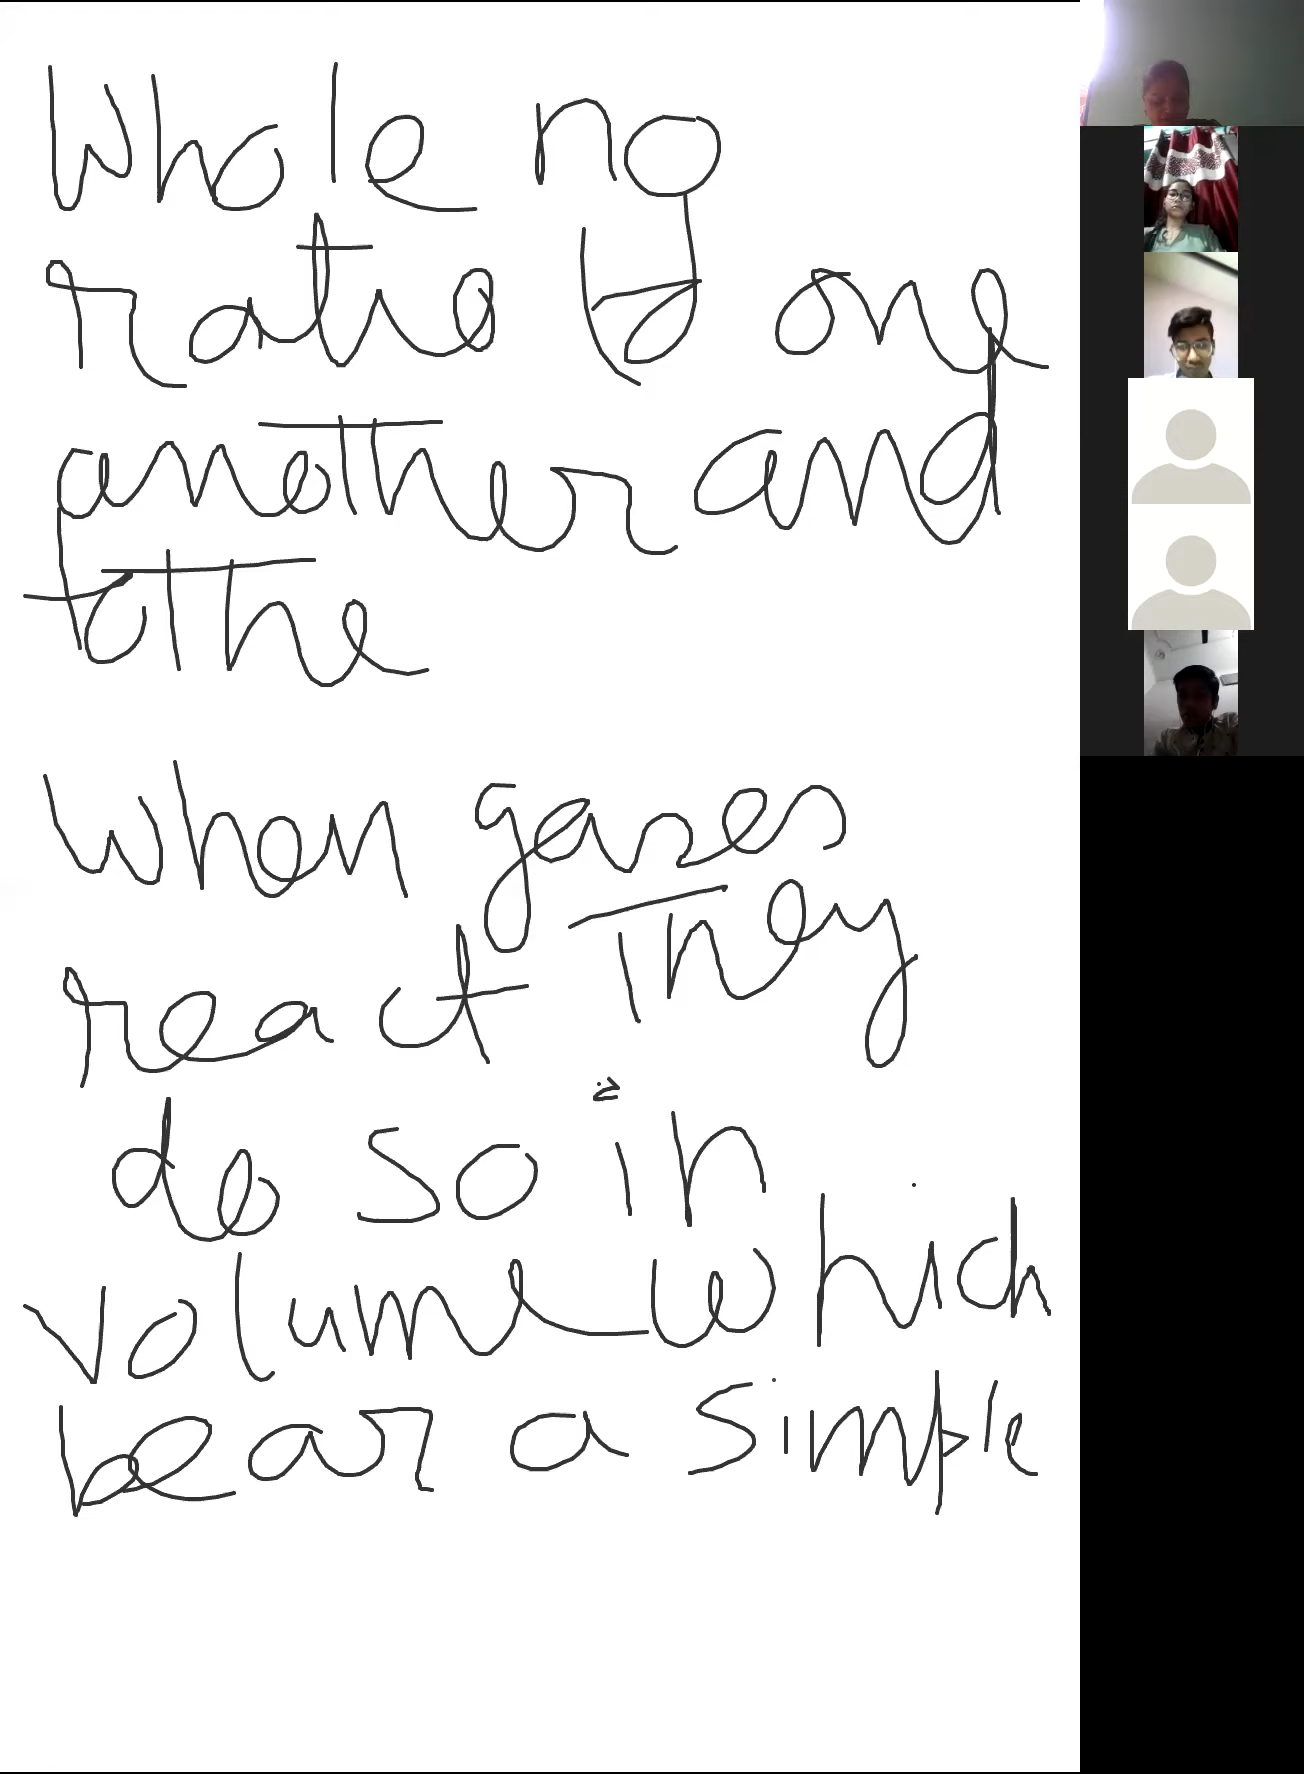 Whole no
ratio to one
another and
to the
When gases
react They
do so in
volume which
bear a simple